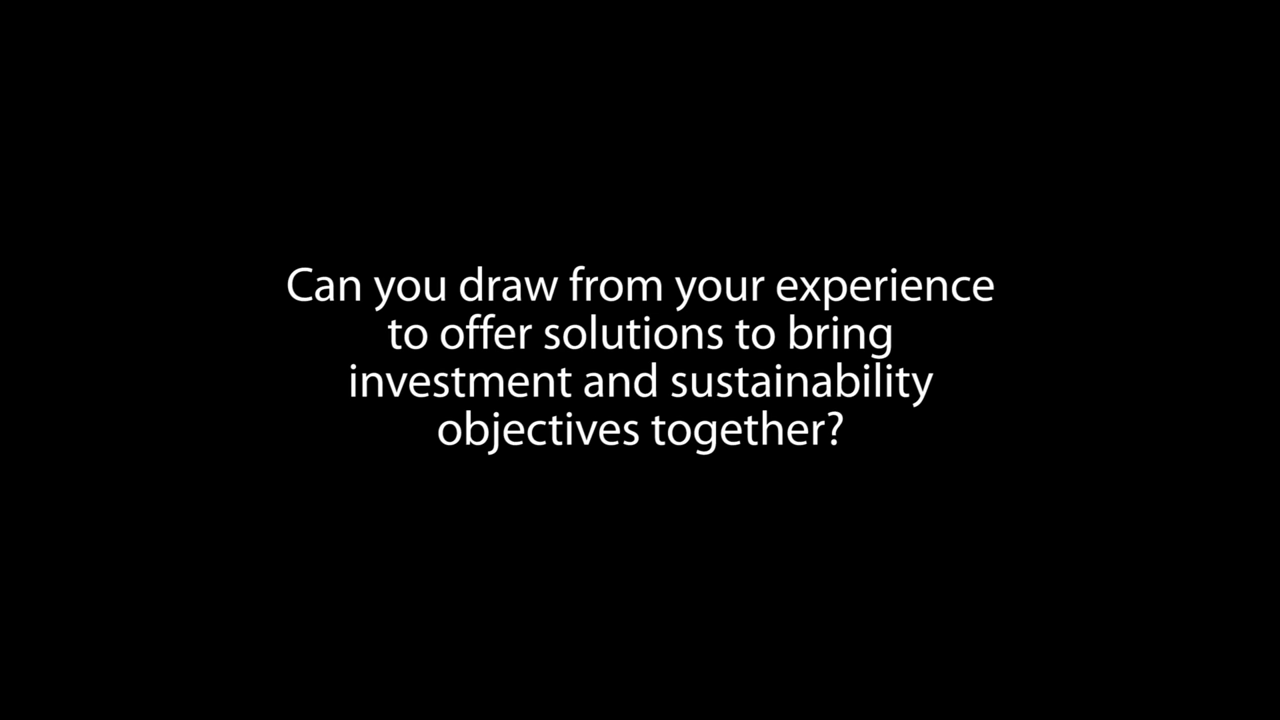 Can you draw from your experience
to offer solutions to bring
investment and sustainability
objectives together?